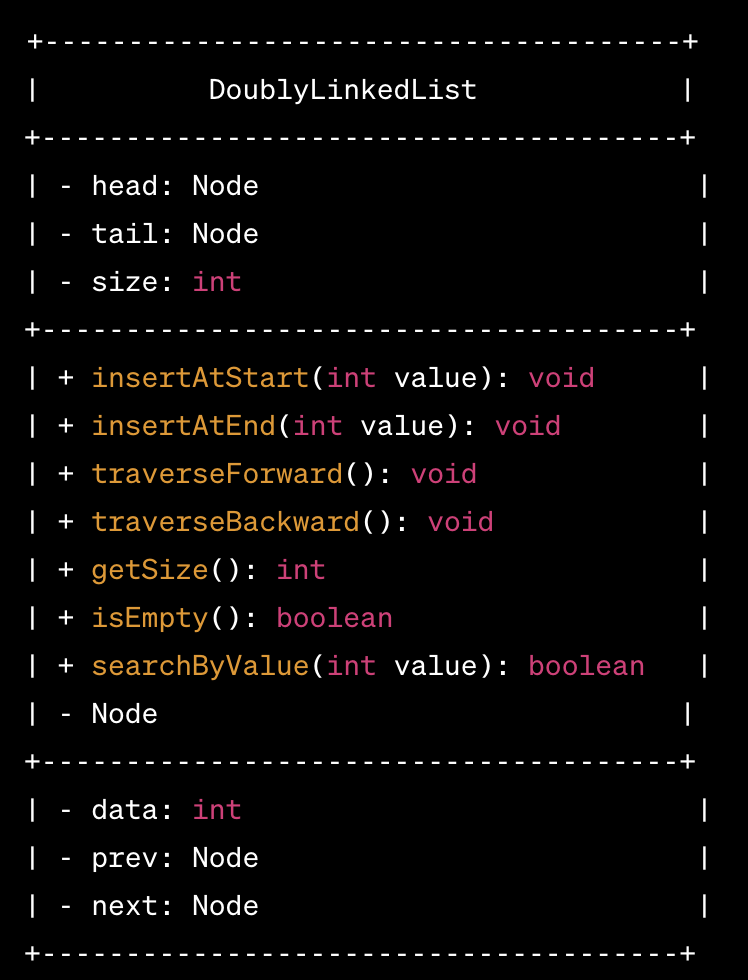 +--------------------------------------+
|          DoublyLinkedList            |
+--------------------------------------+
| - head: Node                          |
| - tail: Node                          |
| - size: int                           |
+--------------------------------------+
| + insertAtStart(int value): void      |
| + insertAtEnd(int value): void        |
| + traverseForward(): void             |
| + traverseBackward(): void            |
| + getSize(): int                      |
| + isEmpty(): boolean                  |
| + searchByValue(int value): boolean   |
| - Node                               |
+--------------------------------------+
| - data: int                           |
| - prev: Node                          |
| - next: Node                          |
+--------------------------------------+